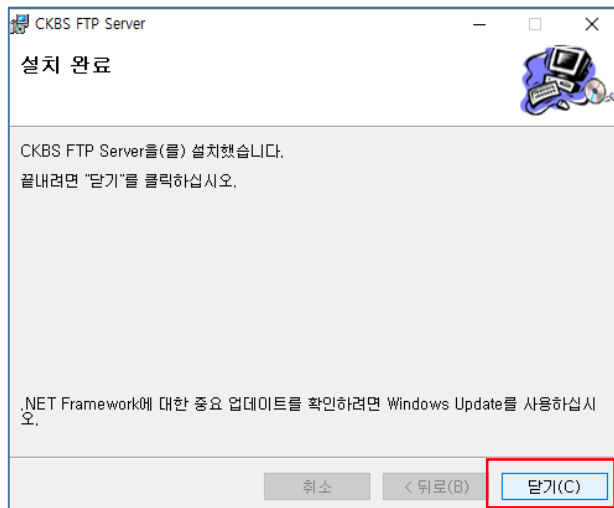 CKBS FTP Server
설치 완료
CKBS FTP Server을(를) 설치했습니다.
끝내려면 "닫기"를 클릭하십시오.
.NET Framework에 대한 중요 업데이트를 확인하려면 Windows Update를 사용하십시
오.
취소
< 뒤로(B)
닫기(C)